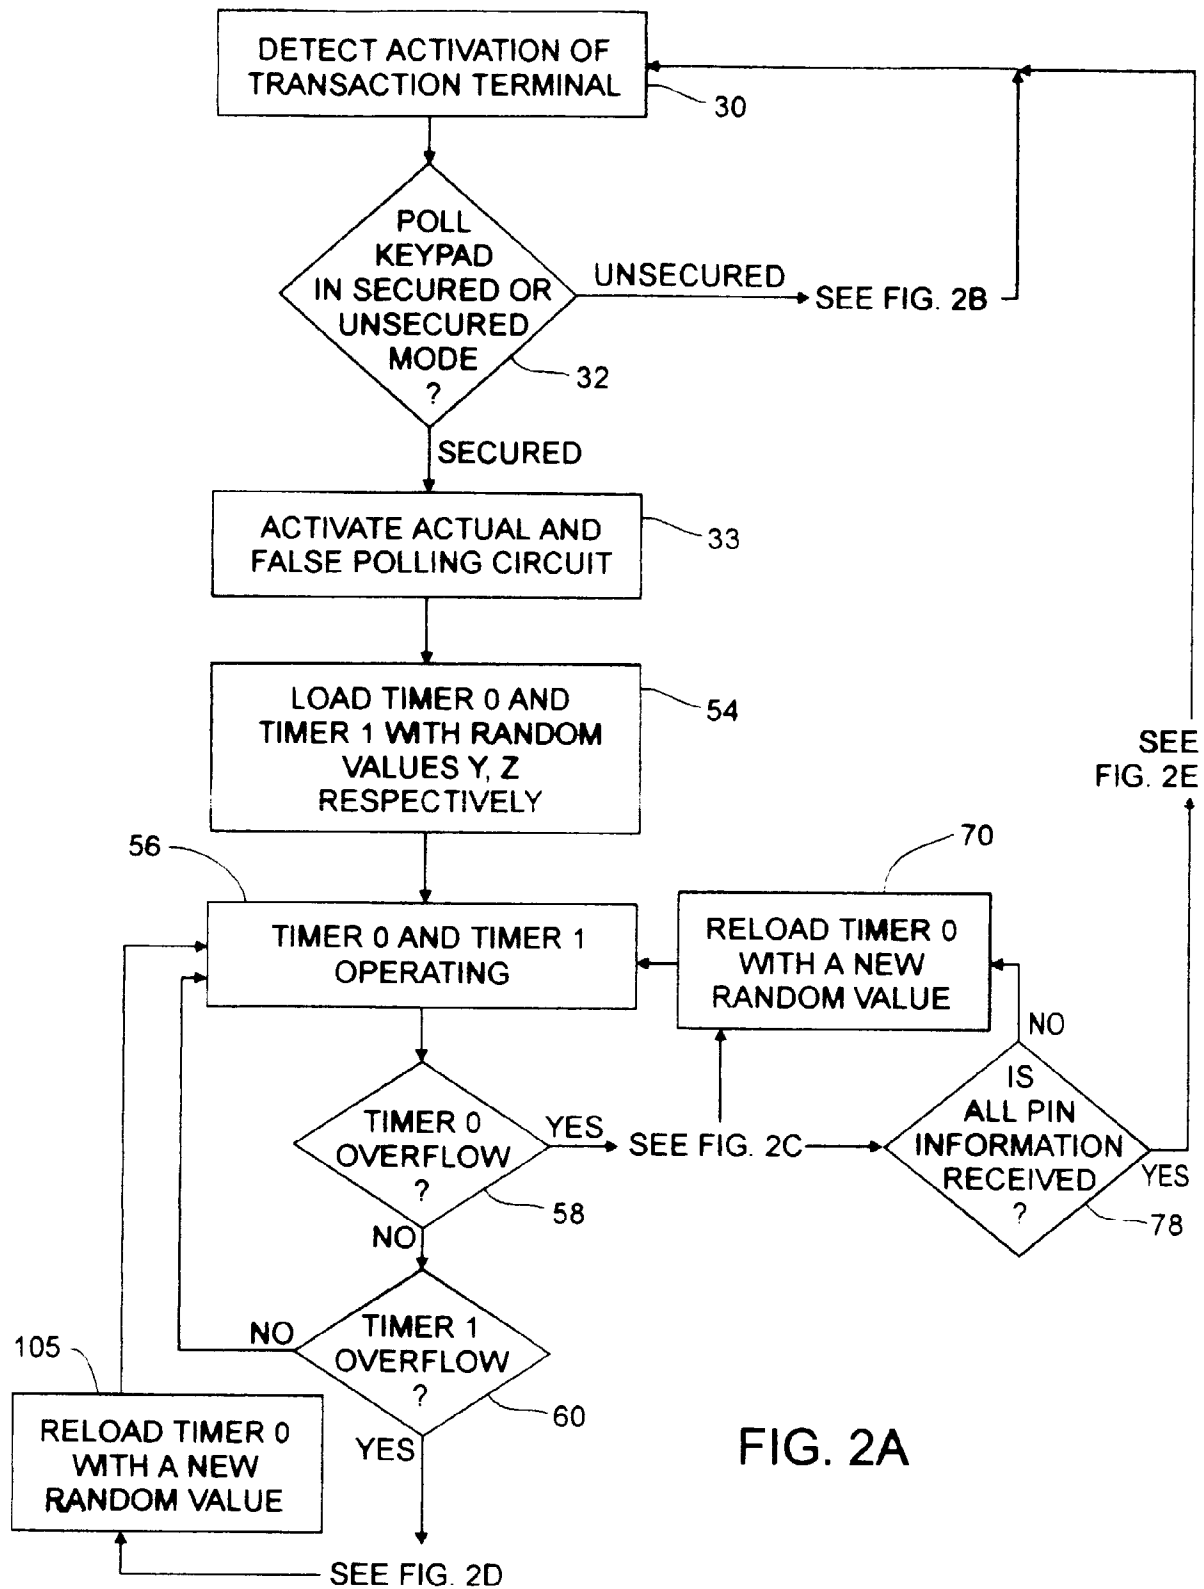 DETECT ACTIVATION OF
TRANSACTION TERMINAL
30
POLL
KEYPAD
IN SECURED OR
UNSECURED
MODE
?
32
UNSECURED
SEE FIG. 2B
SECURED
ACTIVATE ACTUAL AND
FALSE POLLING CIRCUIT
33
LOAD TIMER 0 AND
TIMER 1 WITH RANDOM
VALUES Y, Z
RESPECTIVELY
54
SEE
FIG. 2E
56
TIMER 0 AND TIMER 1
OPERATING
70
RELOAD TIMER 0
WITH A NEW
RANDOM VALUE
NO
TIMER 0
OVERFLOW
?
58
YES
SEE FIG. 2C
IS
ALL PIN
INFORMATION
RECEIVED
?
78
YES
NO
TIMER 1
OVERFLOW
?
60
NO
YES
105
RELOAD TIMER 0
WITH A NEW
RANDOM VALUE
SEE FIG. 2D
FIG. 2A